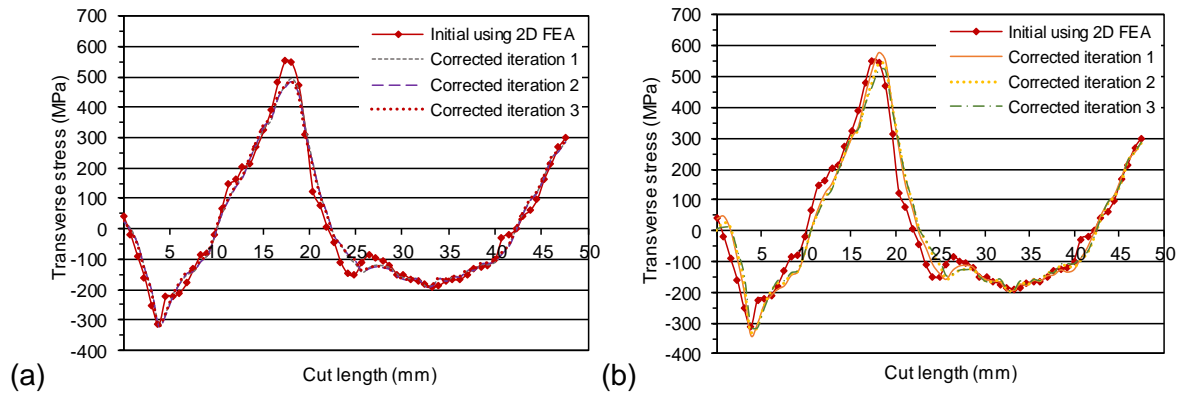 700
600
500
400
300
200
100
0
-100
-200
-300
-400
Transverse stress (MPa)
5 10 15 20 25 30 35 40 45 50
Cut length (mm)
Initial using 2D FEA
Corrected iteration 1
Corrected iteration 2
Corrected iteration 3
(a)
700
600
500
400
300
200
100
0
-100
-200
-300
-400
Transverse stress (MPa)
5 10 15 20 25 30 35 40 45 50
Cut length (mm)
Initial using 2D FEA
Corrected iteration 1
Corrected iteration 2
Corrected iteration 3
(b)